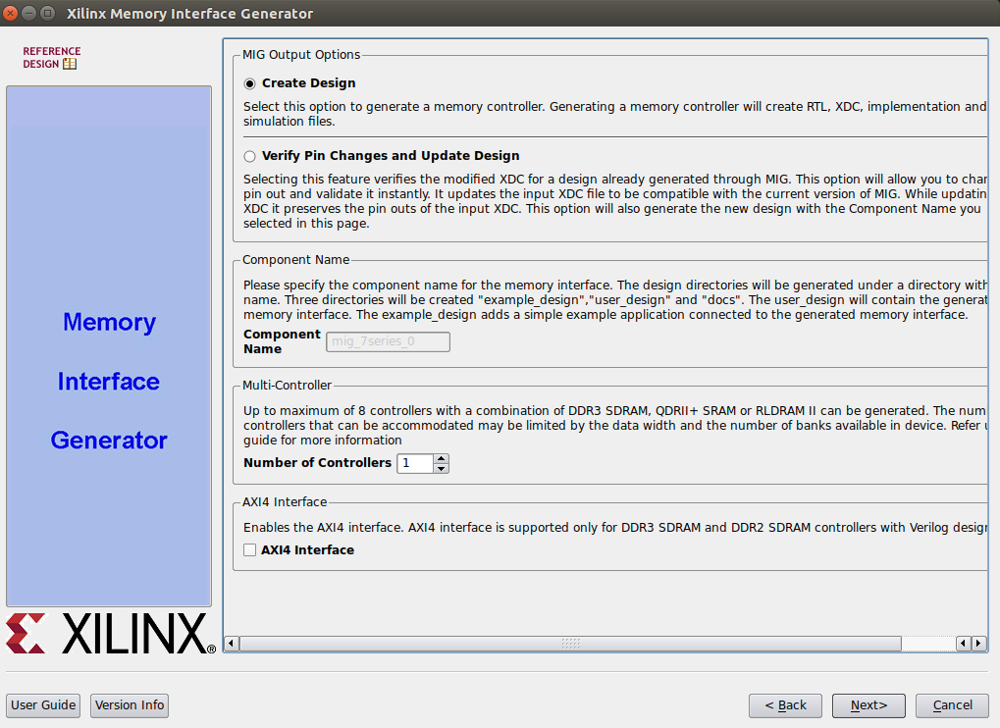 Xilinx Memory Interface Generator
REFERENCE
DESIGN
Memory
Interface
Generator
XILINX®
MIG Output Options
Create Design
Select this option to generate a memory controller. Generating a memory controller will create RTL, XDC, implementation and
simulation files.
Verify Pin Changes and Update Design
Selecting this feature verifies the modified XDC for a design already generated through MIG. This option will allow you to
pin out and validate it instantly. It updates the input XDC file to be compatible with the current version of MIG. While
XDC it preserves the pin outs of the input XDC. This option will also generate the new design with the Component Name you
selected in this page.
Component Name
Please specify the component name for the memory interface. The design directories will be generated under a directory with
name. Three directories will be created "example_design","user_design" and "docs". The user_design will contain the
memory interface. The example_design adds a simple example application connected to the generated memory interface.
Component
Name
mig_7series_0
Multi-Controller
Up to maximum of 8 controllers with a combination of DDR3 SDRAM, QDRII+ SRAM or RLDRAM II can be generated. The
controllers that can be accommodated may be limited by the data width and the number of banks available in device. Refer
guide for more information
Number of Controllers 1
AXI4 Interface
Enables the AXI4 interface. AXI4 interface is supported only for DDR3 SDRAM and DDR2 SDRAM controllers with Verilog
AXI4 Interface
User Guide
Version Info
< Back
Next>
Cancel